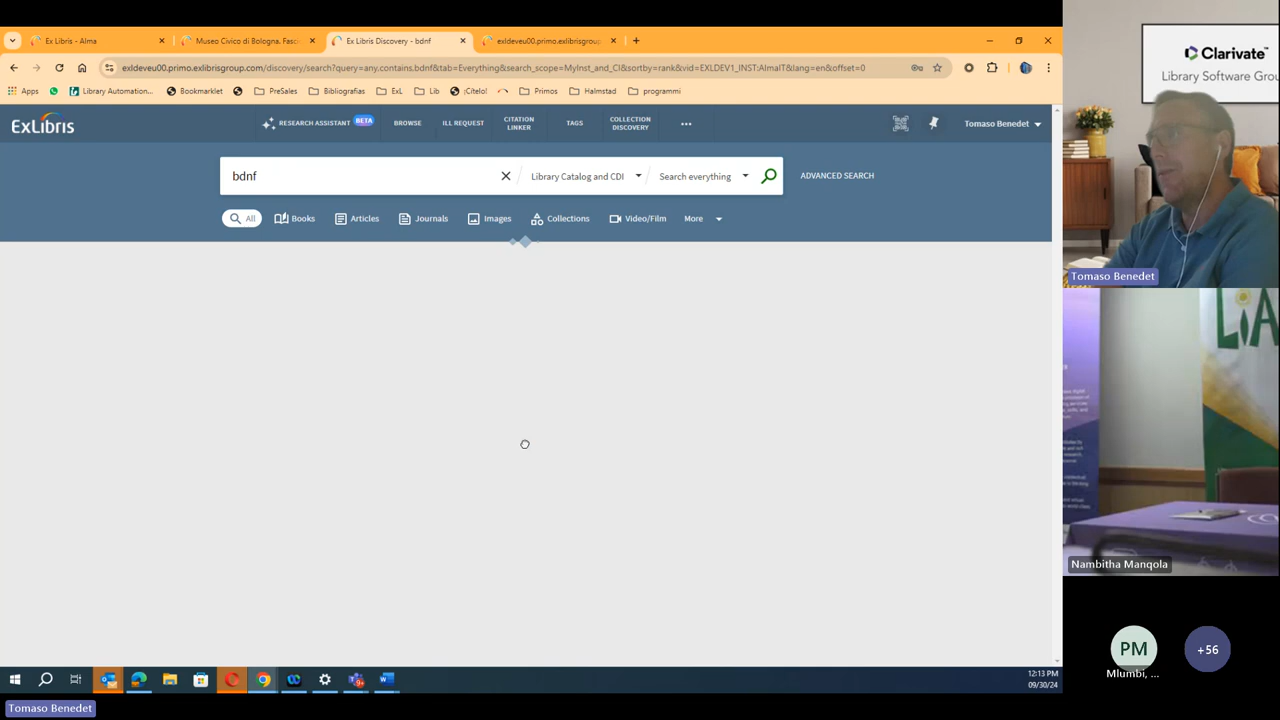 Ex Libris - Alma
Museo Civico di Bologna. Fasc
Ex Libris Discovery - bdnf
exldeveu00.primo.exlibrisgroup
exldeveu00.primo.exlibrisgroup.com/discovery/search?query=any.contains.bdnf&tab=Everything&search_scope=MyInst_and_CI&sortby=rank&vid=EXLDEV1_INST:AlmaIT&lang=en&offset=0
Apps
Library Automation...
Bookmarklet
PreSales
Bibliografias
ExL
Lib
¡Cítelo!
Primos
Halmstad
programmi
ExLibris
RESEARCH ASSISTANT BETA
BROWSE
ILL REQUEST
CITATION LINKER
TAGS
COLLECTION DISCOVERY
...
Tomaso Benedet
bdnf
Library Catalog and CDI
Search everything
ADVANCED SEARCH
All
Books
Articles
Journals
Images
Collections
Video/Film
More
12:13 PM
09/30/24
Tomaso Benedet
Clarivate™
Library Software Grou
Tomaso Benedet
LIA
Nambitha Manqola
PM
Mlumbi, ...
+56